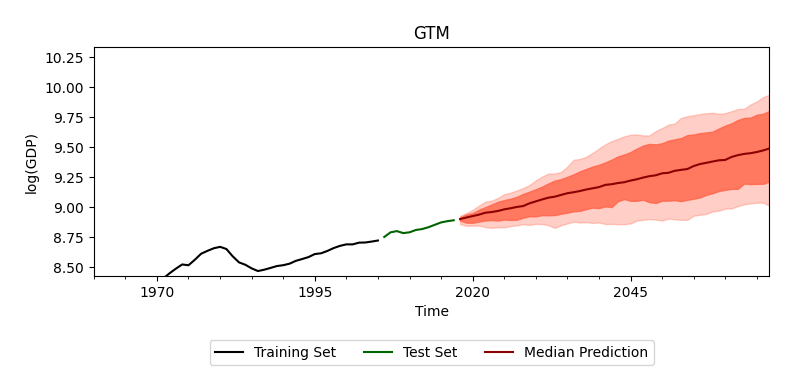 GTM
10.25
10.00
9.75
9.50
9.25
9.00
8.75
8.50
log(GDP)
1970 1995 2020 2045
Time
Training Set Test Set Median Prediction